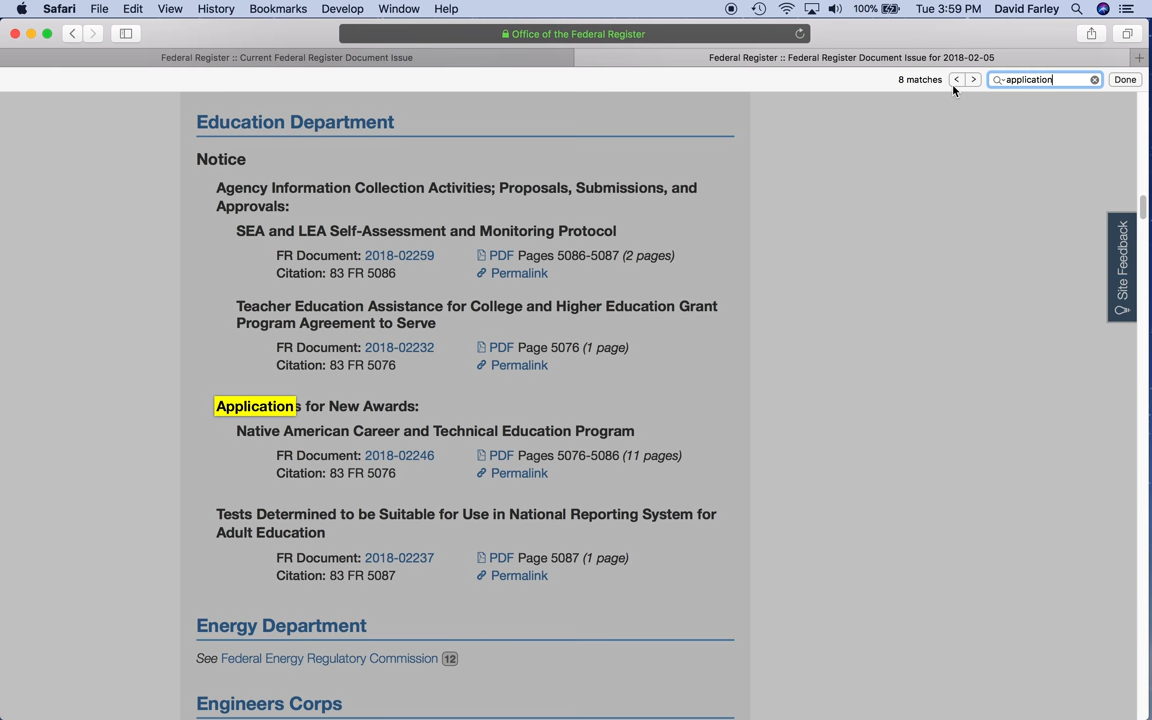 Safari File Edit View History Bookmarks Develop Window Help 100% Tue 3:59 PM David Farley
Office of the Federal Register
Federal Register :: Current Federal Register Document Issue
Federal Register :: Federal Register Document Issue for 2018-02-05
8 matches < > application Done
Education Department
Notice
Agency Information Collection Activities; Proposals, Submissions, and
Approvals:
SEA and LEA Self-Assessment and Monitoring Protocol
FR Document: 2018-02259 PDF Pages 5086-5087 (2 pages)
Citation: 83 FR 5086 Permalink
Teacher Education Assistance for College and Higher Education Grant
Program Agreement to Serve
FR Document: 2018-02232 PDF Page 5076 (1 page)
Citation: 83 FR 5076 Permalink
Applications for New Awards:
Native American Career and Technical Education Program
FR Document: 2018-02246 PDF Pages 5076-5086 (11 pages)
Citation: 83 FR 5076 Permalink
Tests Determined to be Suitable for Use in National Reporting System for
Adult Education
FR Document: 2018-02237 PDF Page 5087 (1 page)
Citation: 83 FR 5087 Permalink
Energy Department
See Federal Energy Regulatory Commission 12
Engineers Corps
Site Feedback